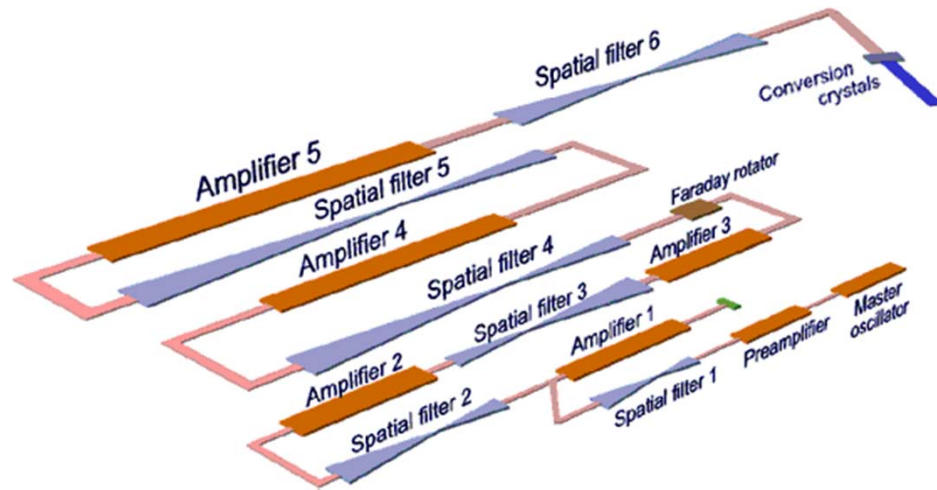 Spatial filter 6
Conversion
crystals
Amplifier 5
Spatial filter 5
Faraday rotator
Amplifier 4
Spatial filter 4
Amplifier 3
Spatial filter 3
Amplifier 1
Master
oscillator
Preamplifier
Amplifier 2
Spatial filter 1
Spatial filter 2